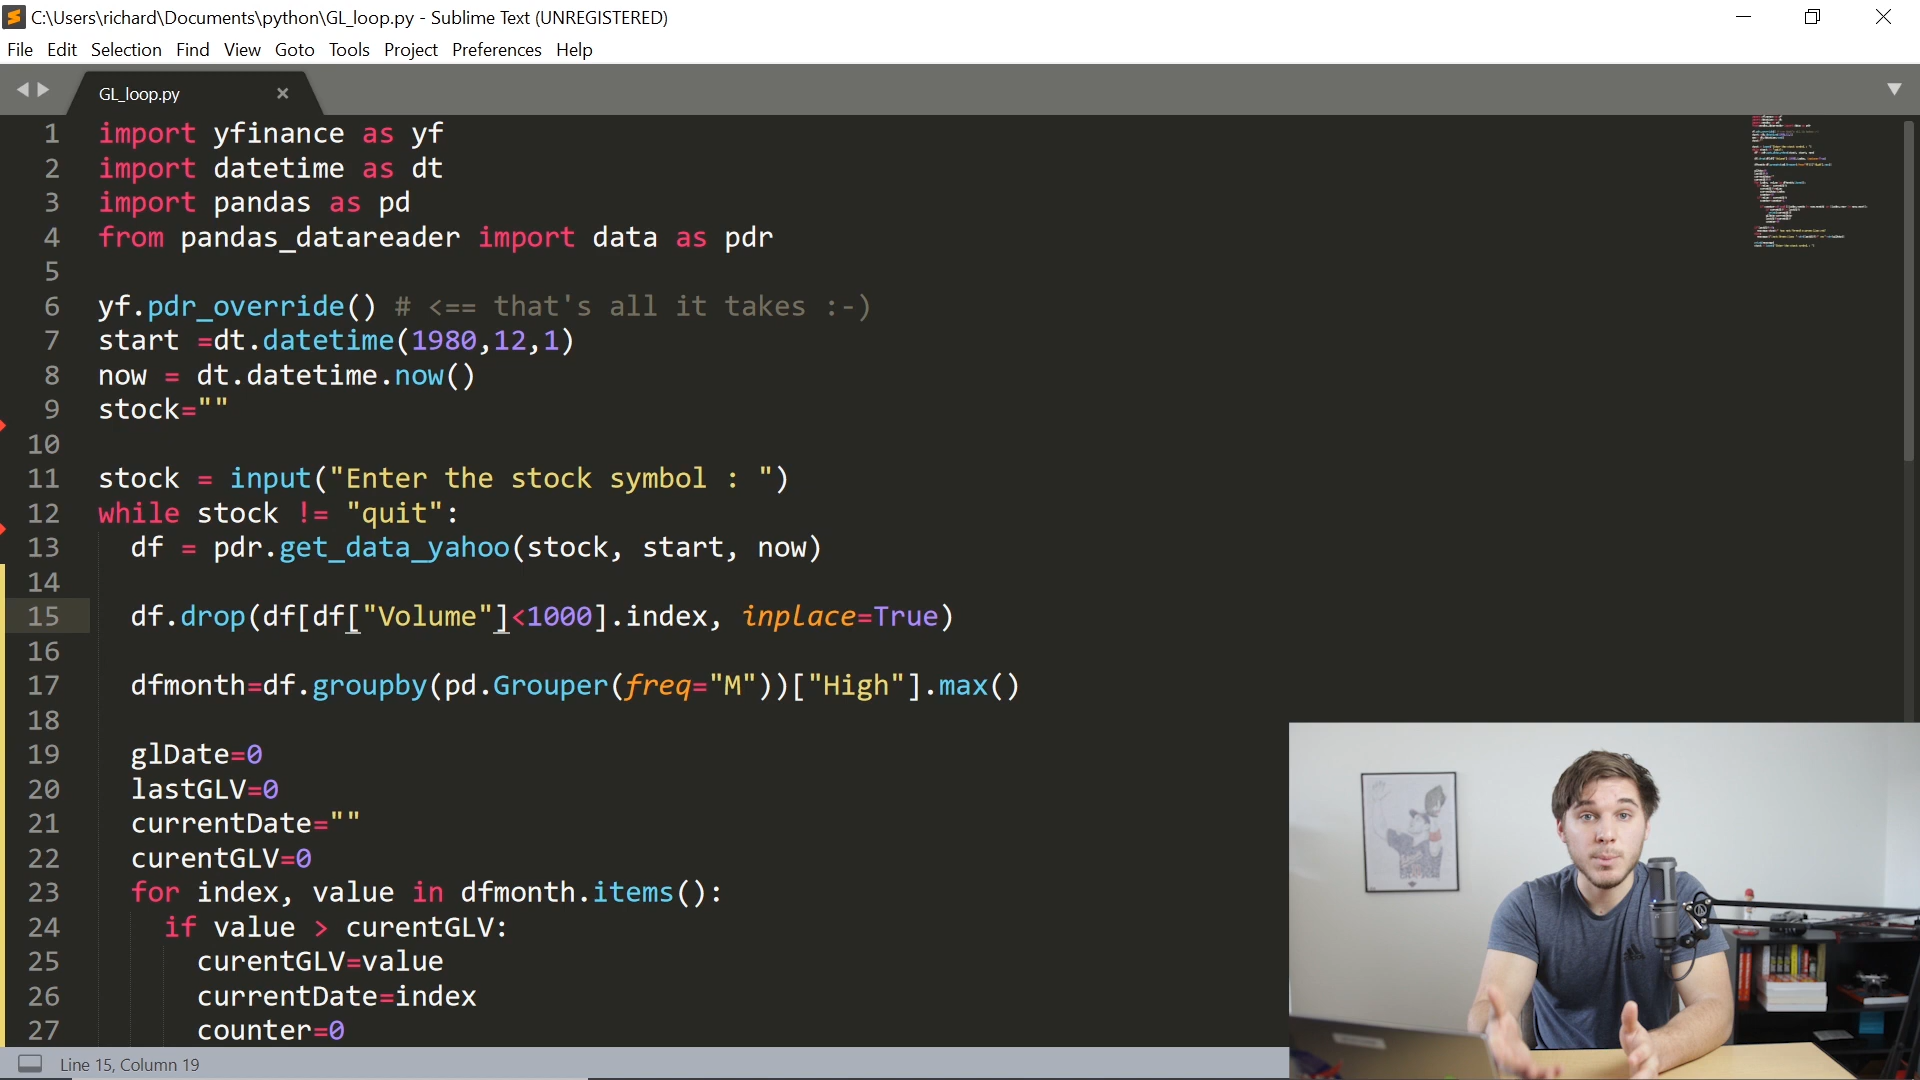 C:\Users\richard\Documents\python\GL_loop.py - Sublime Text (UNREGISTERED)
File Edit Selection Find View Goto Tools Project Preferences Help
GL_loop.py
1 import yfinance as yf
2 import datetime as dt
3 import pandas as pd
4 from pandas_datareader import data as pdr
5
6 yf.pdr_override() # <== that's all it takes :-)
7 start =dt.datetime(1980,12,1)
8 now = dt.datetime.now()
9 stock=""
10
11 stock = input("Enter the stock symbol : ")
12 while stock != "quit":
13 df = pdr.get_data_yahoo(stock, start, now)
14
15 df.drop(df[df["Volume"]<1000].index, inplace=True)
16
17 dfmonth=df.groupby(pd.Grouper(freq="M"))["High"].max()
18
19 glDate=0
20 lastGLV=0
21 currentDate=""
22 curentGLV=0
23 for index, value in dfmonth.items():
24 if value > curentGLV:
25 curentGLV=value
26 currentDate=index
27 counter=0
Line 15, Column 19